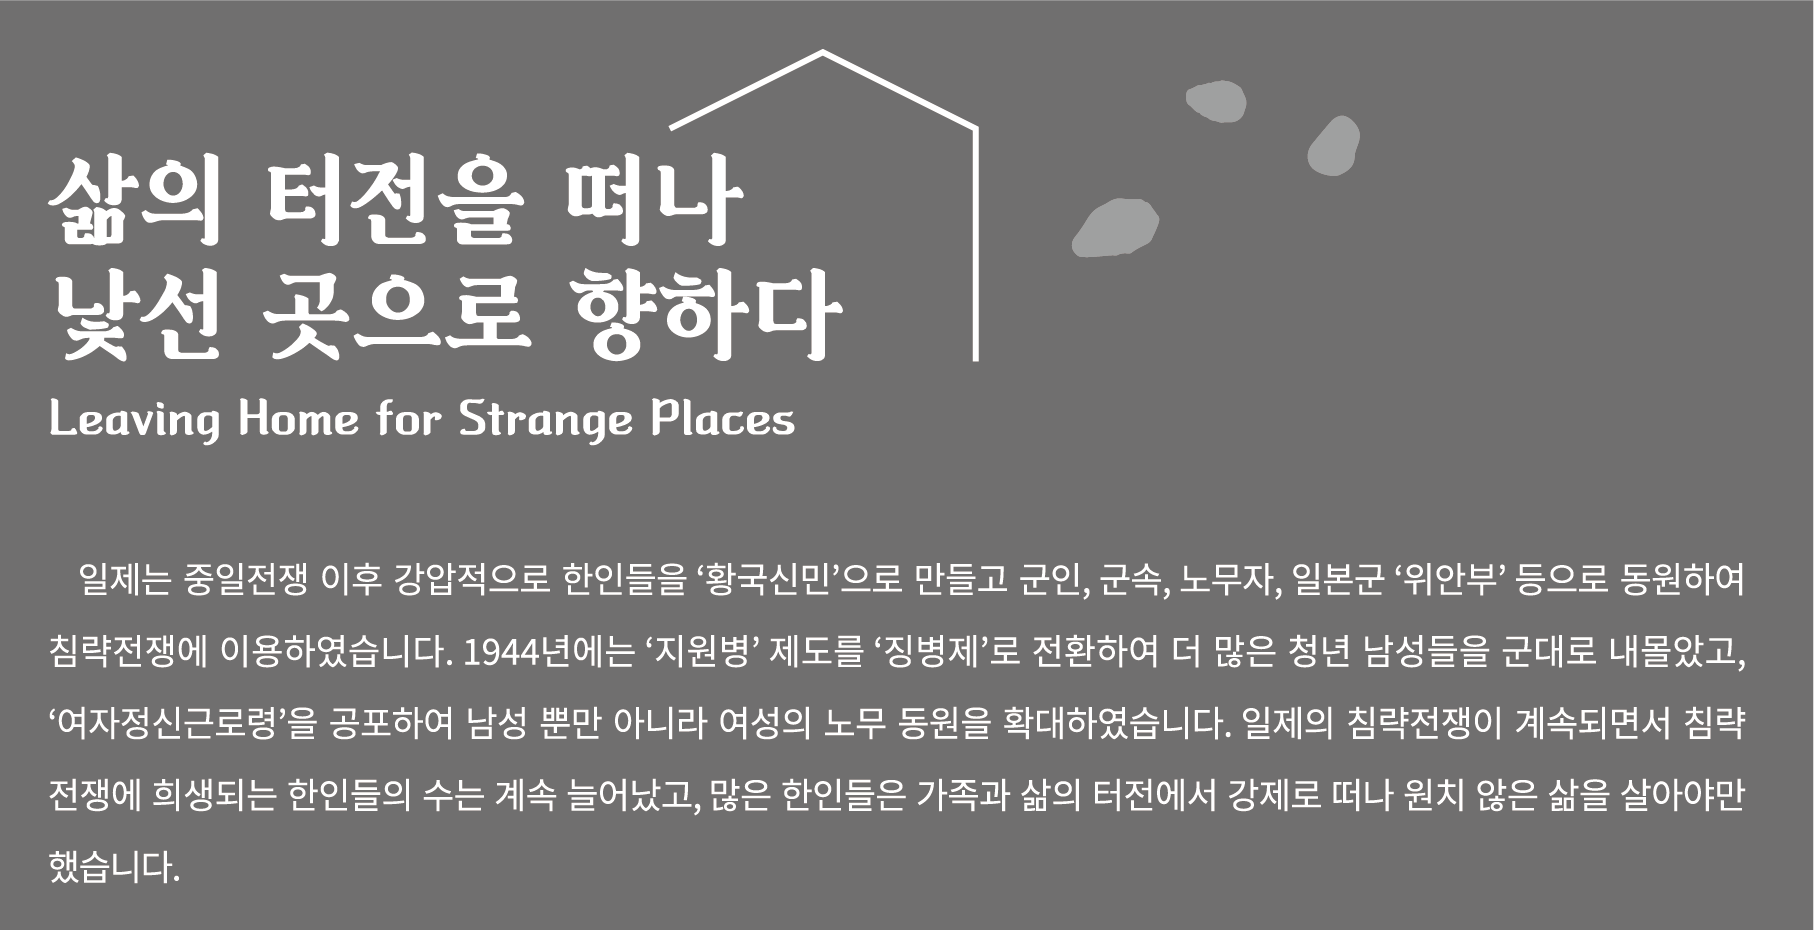 삶의 터전을 떠나
낯선 곳으로 향하다
Leaving Home for Strange Places
일제는 중일전쟁 이후 강압적으로 한인들을 ‘황국신민’으로 만들고 군인, 군속, 노무자, 일본군 ‘위안부’ 등으로 동원하여
침략전쟁에 이용하였습니다. 1944년에는 ‘지원병’ 제도를 ‘징병제’로 전환하여 더 많은 청년 남성들을 군대로 내몰았고,
‘여자정신근로령’을 공포하여 남성 뿐만 아니라 여성의 노무 동원을 확대하였습니다. 일제의 침략전쟁이 계속되면서 침략
전쟁에 희생되는 한인들의 수는 계속 늘어났고, 많은 한인들은 가족과 삶의 터전에서 강제로 떠나 원치 않은 삶을 살아야만
했습니다.